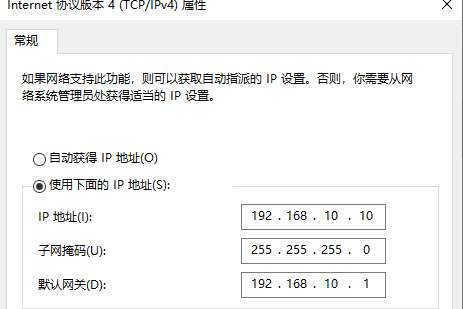 Internet 协议版本 4 (TCP/IPv4) 属性
常规
如果网络支持此功能，则可以获取自动指派的 IP 设置。否则，你需要从网
络系统管理员处获得适当的 IP 设置。
自动获得 IP 地址(O)
使用下面的 IP 地址(S):
IP 地址(I): 192 . 168 . 10 . 10
子网掩码(U): 255 . 255 . 255 . 0
默认网关(D): 192 . 168 . 10 . 1